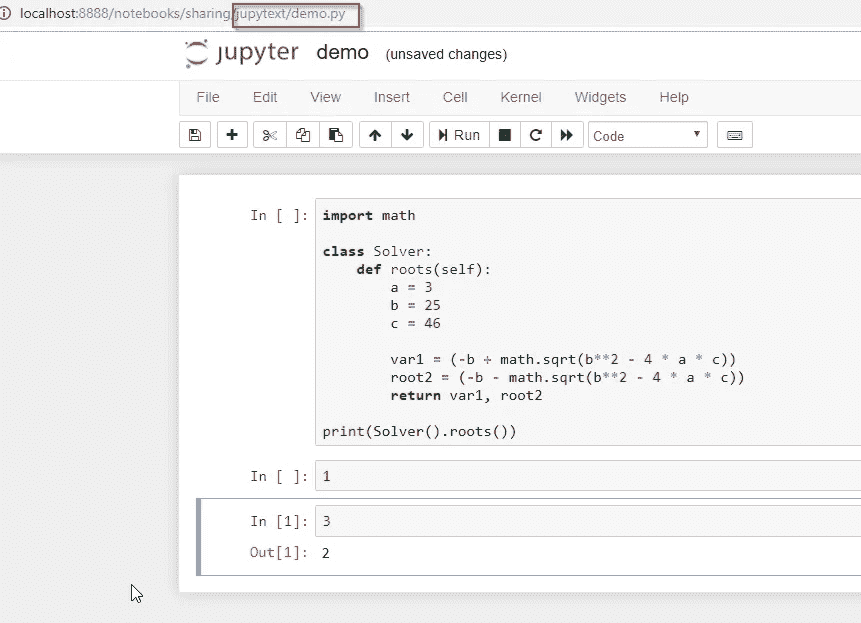 localhost:8888/notebooks/sharing/jupytext/demo.py
jupyter demo (unsaved changes)
File Edit View Insert Cell Kernel Widgets Help
Run Code
In [ ]: import math
class Solver:
def roots(self):
a = 3
b = 25
c = 46
var1 = (-b + math.sqrt(b**2 - 4 * a * c))
root2 = (-b - math.sqrt(b**2 - 4 * a * c))
return var1, root2
print(Solver().roots())
In [ ]: 1
In [1]: 3
Out[1]: 2